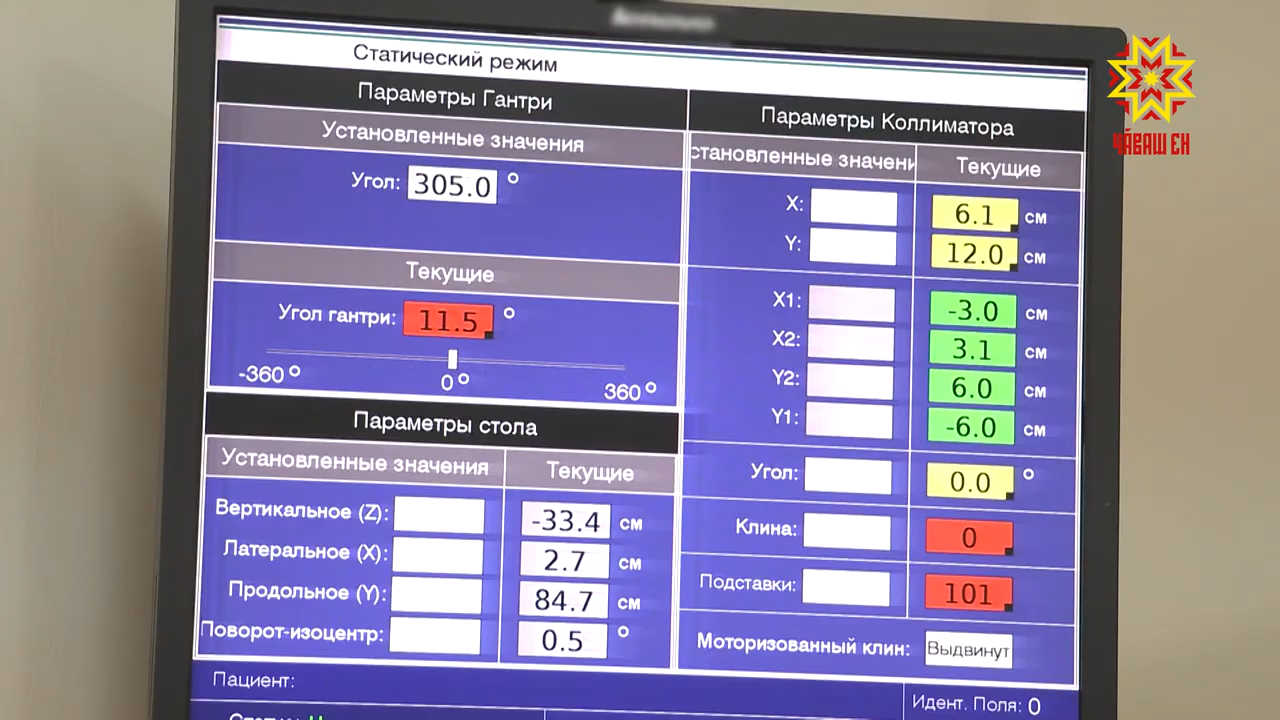 Статический режим
Параметры Гантри
Установленные значения
Угол: 305.0 °
Текущие
Угол гантри: 11.5 °
-360° 0° 360°
Параметры стола
Установленные значения Текущие
Вертикальное (Z): -33.4 см
Латеральное (X): 2.7 см
Продольное (Y): 84.7 см
Поворот-изоцентр: 0.5 °
Параметры Коллиматора
становленные значени Текущие
X: 6.1 см
Y: 12.0 см
X1: -3.0 см
X2: 3.1 см
Y2: 6.0 см
Y1: -6.0 см
Угол: 0.0 °
Клина: 0
Подставки: 101
Моторизованный клин: Выдвинут
Пациент:
Идент. Поля: 0
ЧӐВАШ ЕН